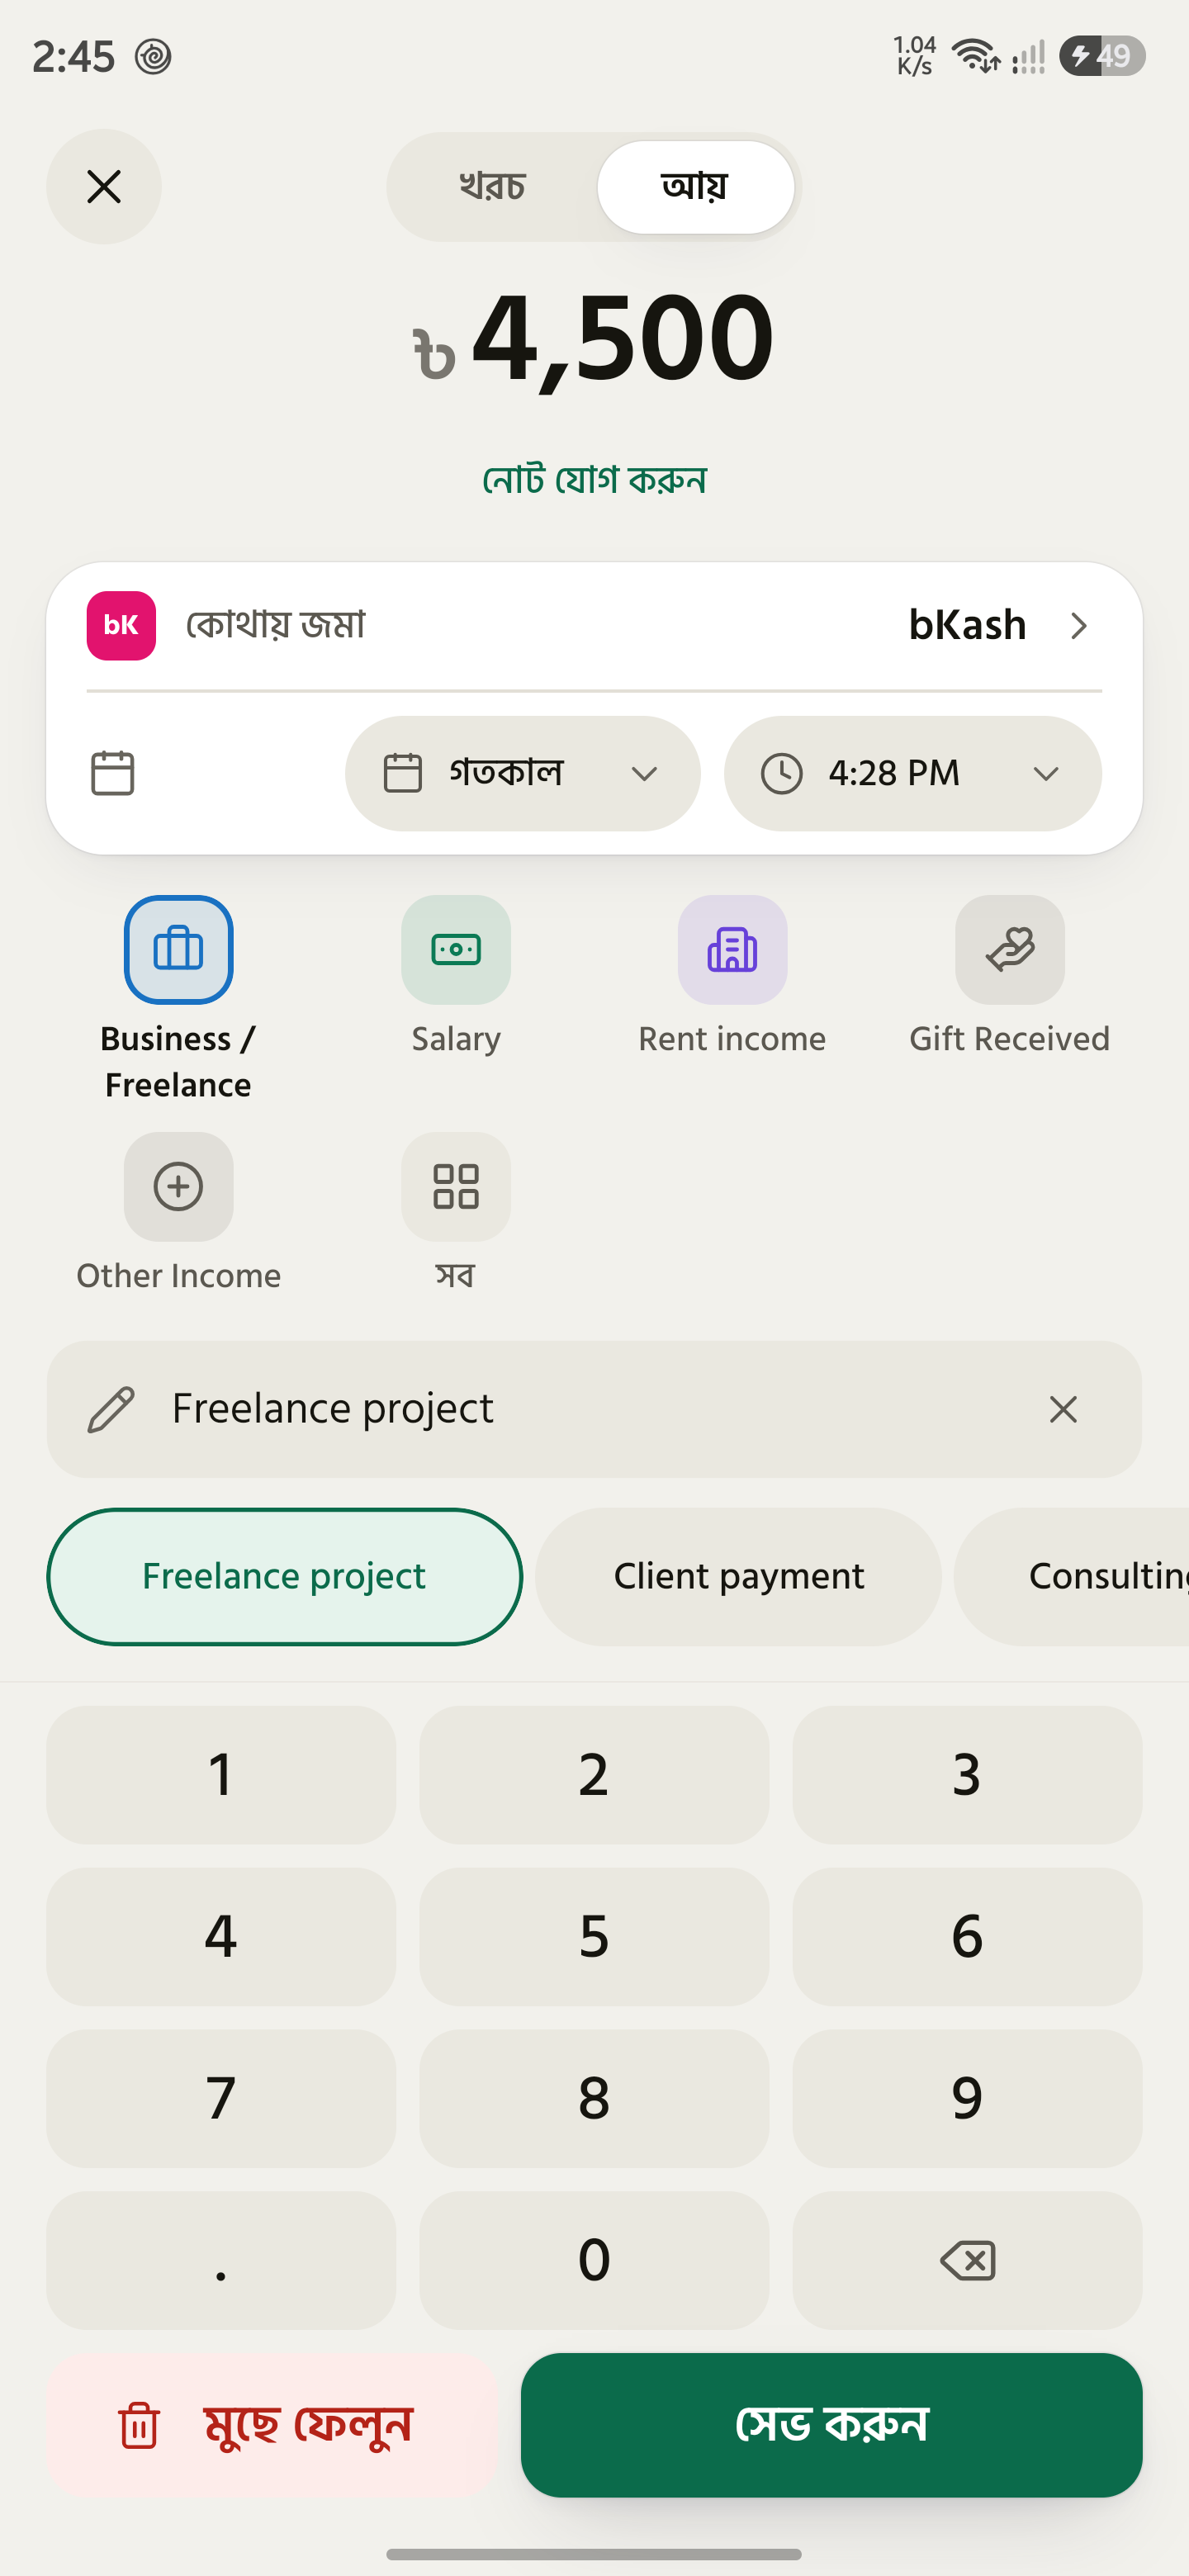 2:45
1.04
K/s
49
খরচ
আয়
৳ 4,500
নোট যোগ করুন
bK
কোথায় জমা
bKash
গতকাল
4:28 PM
Business /
Freelance
Salary
Rent income
Gift Received
Other Income
সব
Freelance project
Freelance project
Client payment
Consulting
1
2
3
4
5
6
7
8
9
.
0
মুছে ফেলুন
সেভ করুন